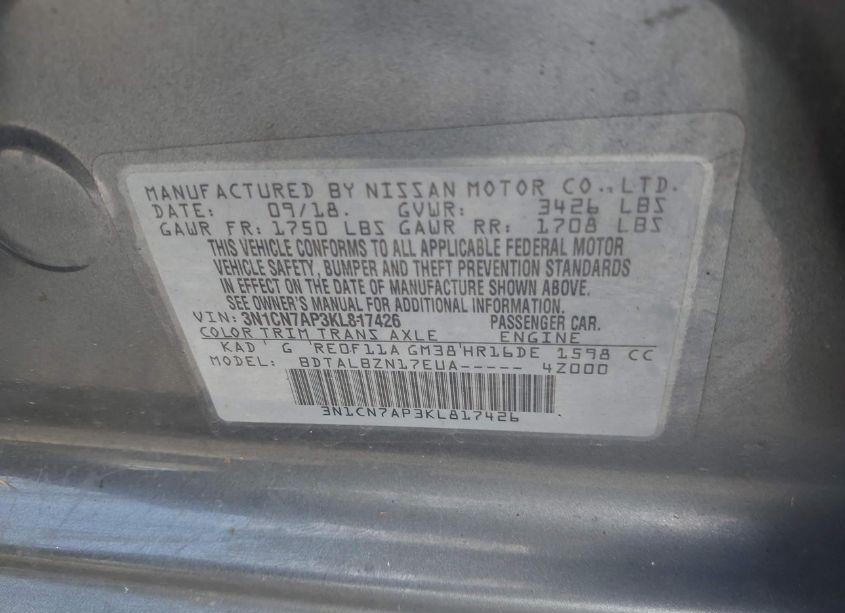 MANUFACTURED BY NISSAN MOTOR CO.,LTD.
DATE: 09/18. GVWR: 3426 LBS
GAWR FR: 1750 LBS GAWR RR: 1708 LBS
THIS VEHICLE CONFORMS TO ALL APPLICABLE FEDERAL MOTOR
VEHICLE SAFETY, BUMPER AND THEFT PREVENTION STANDARDS
IN EFFECT ON THE DATE OF MANUFACTURE SHOWN ABOVE.
SEE OWNER'S MANUAL FOR ADDITIONAL INFORMATION.
VIN: 3N1CN7AP3KL817426 PASSENGER CAR.
COLOR TRIM TRANS AXLE ENGINE
KAD G RE0F11A GM38 HR16DE 1598 CC
MODEL: BDTALBZN17EUA----- 4Z000
3N1CN7AP3KL817426